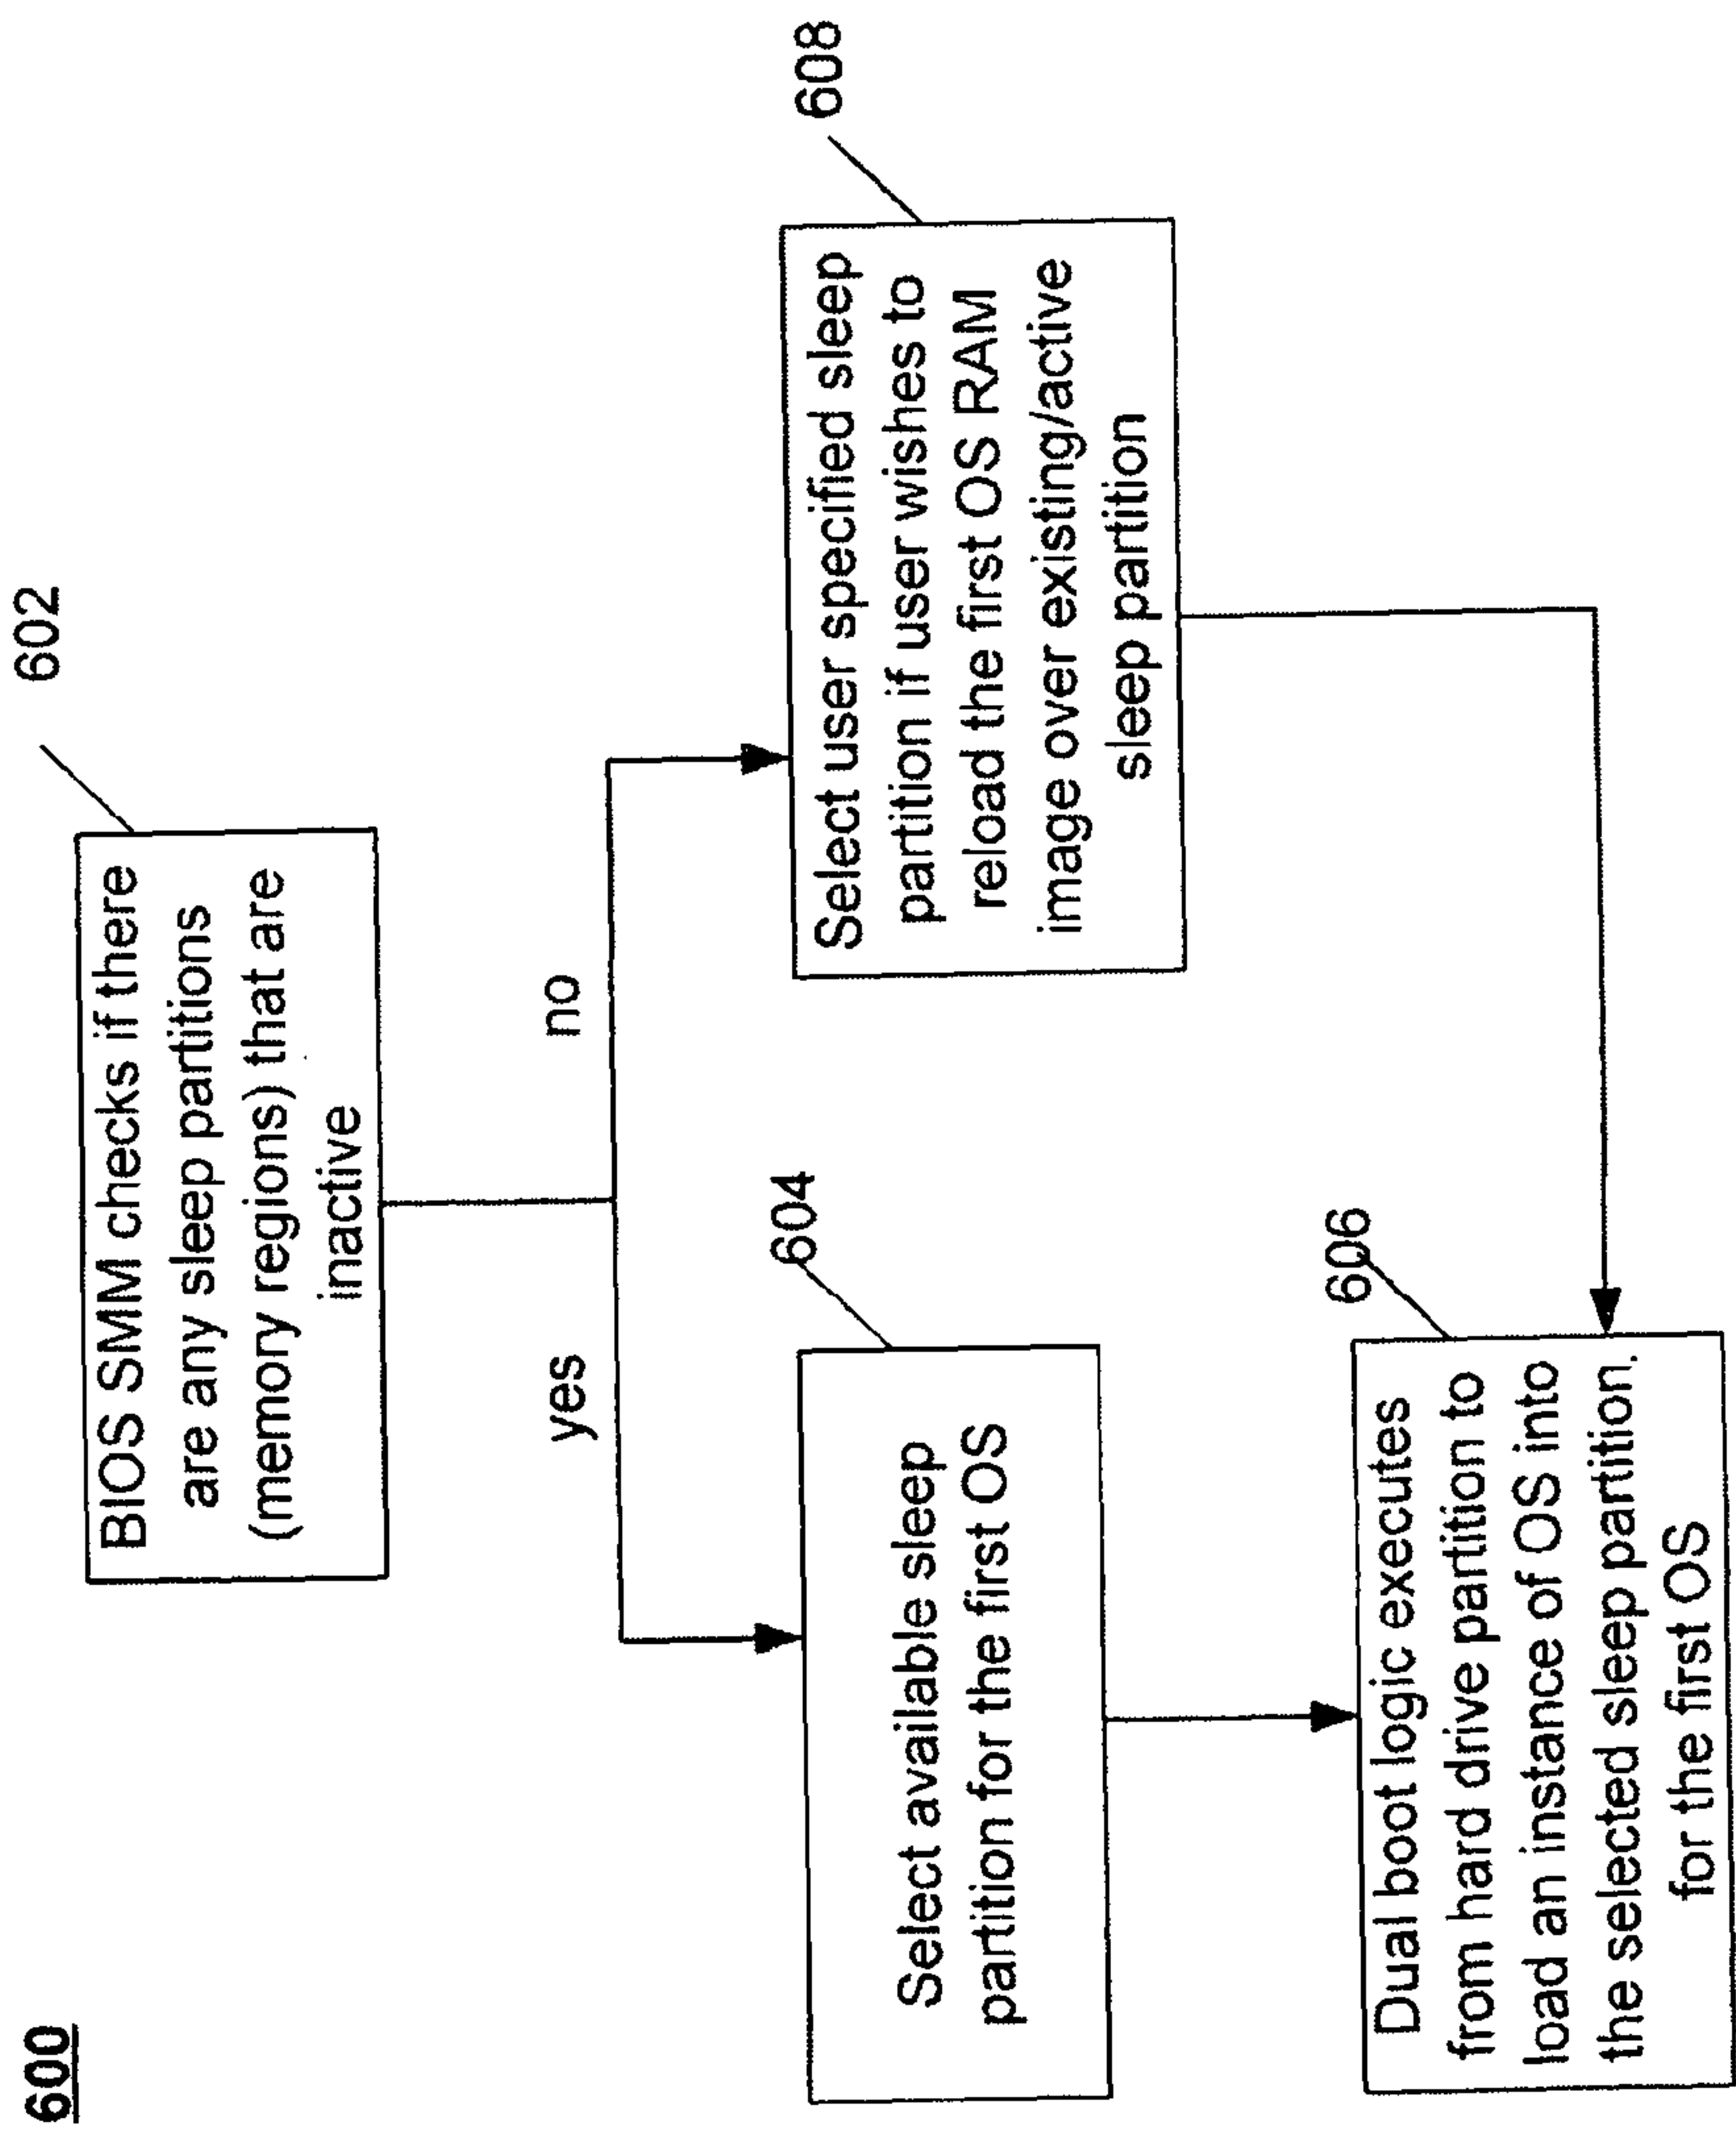 600
602
BIOS SMM checks if there
are any sleep partitions
(memory regions) that are
inactive
yes
no
604
Select available sleep
partition for the first OS
608
Select user specified sleep
partition if user wishes to
reload the first OS RAM
image over existing/active
sleep partition
606
Dual boot logic executes
from hard drive partition to
load an instance of OS into
the selected sleep partition.
for the first OS